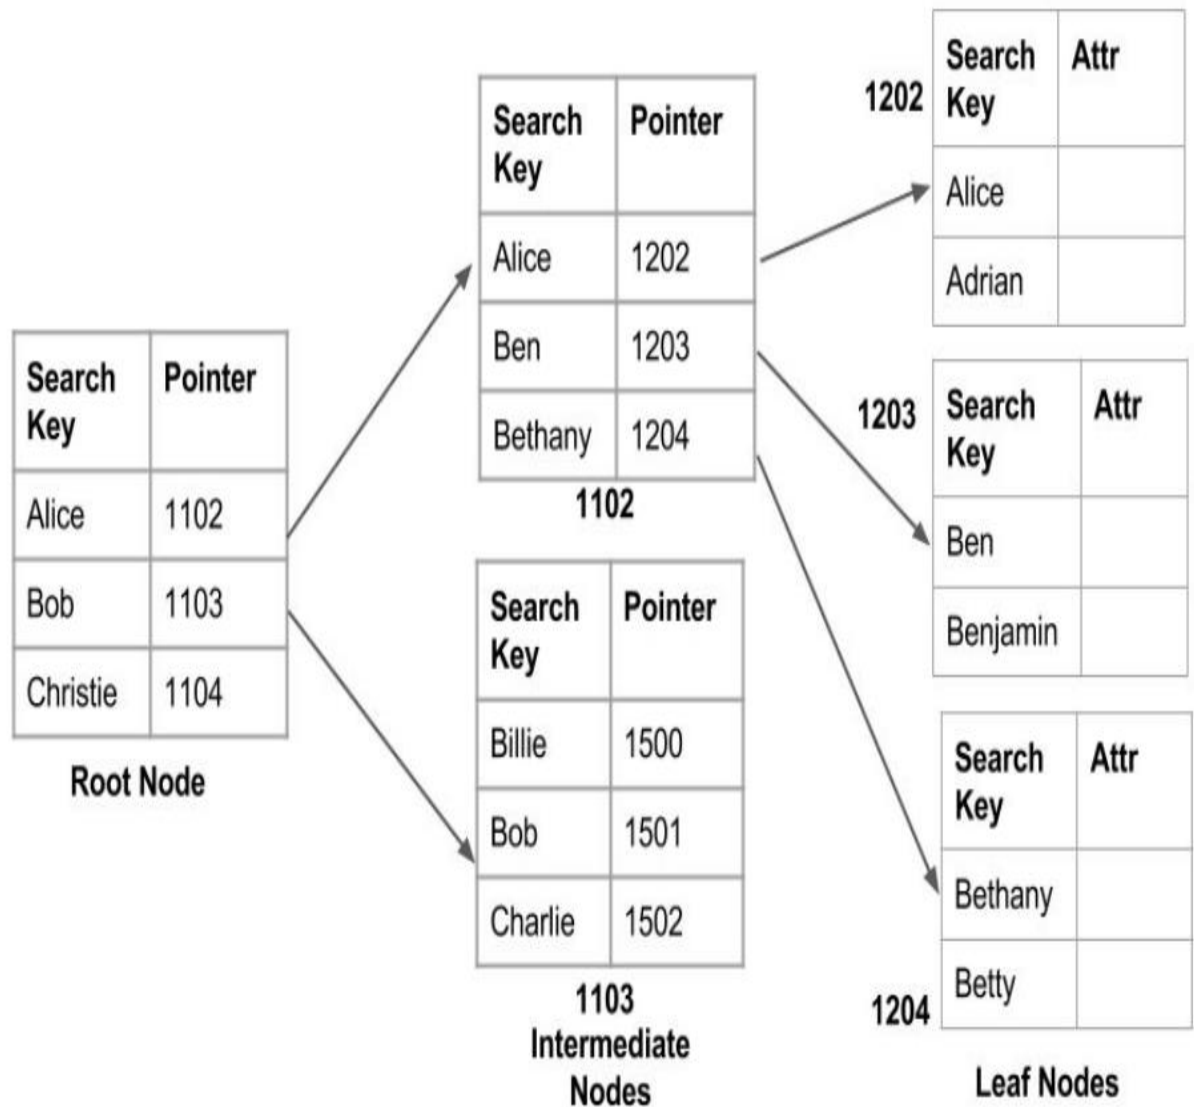 Search Key Pointer
Alice 1102
Bob 1103
Christie 1104
Root Node
Search Key Pointer
Alice 1202
Ben 1203
Bethany 1204
1102
Search Key Pointer
Billie 1500
Bob 1501
Charlie 1502
1103
Intermediate
Nodes
1202
Search Key Attr
Alice
Adrian
1203
Search Key Attr
Ben
Benjamin
Search Key Attr
Bethany
Betty
1204
Leaf Nodes